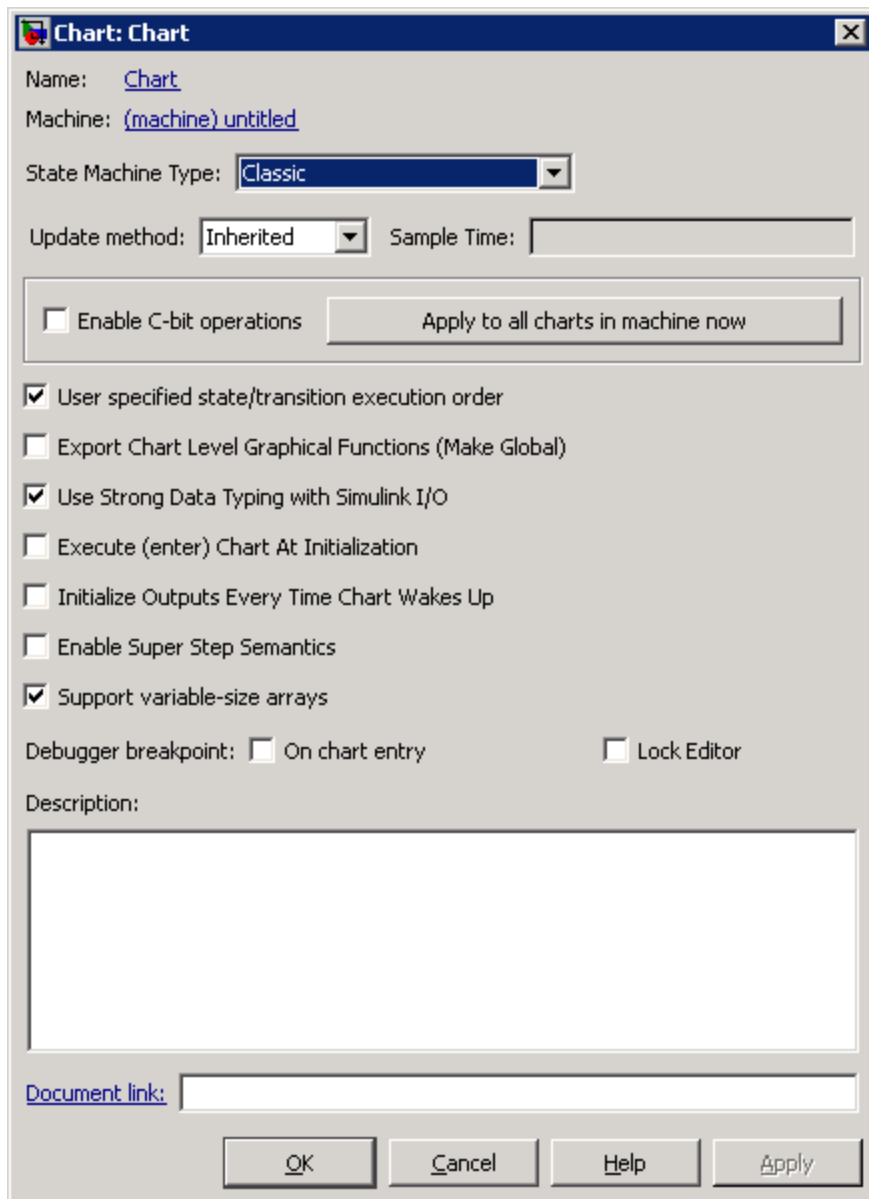 Chart: Chart
Name: Chart
Machine: (machine) untitled
State Machine Type: Classic
Update method: Inherited Sample Time:
Enable C-bit operations Apply to all charts in machine now
User specified state/transition execution order
Export Chart Level Graphical Functions (Make Global)
Use Strong Data Typing with Simulink I/O
Execute (enter) Chart At Initialization
Initialize Outputs Every Time Chart Wakes Up
Enable Super Step Semantics
Support variable-size arrays
Debugger breakpoint: On chart entry Lock Editor
Description:
Document link:
OK Cancel Help Apply